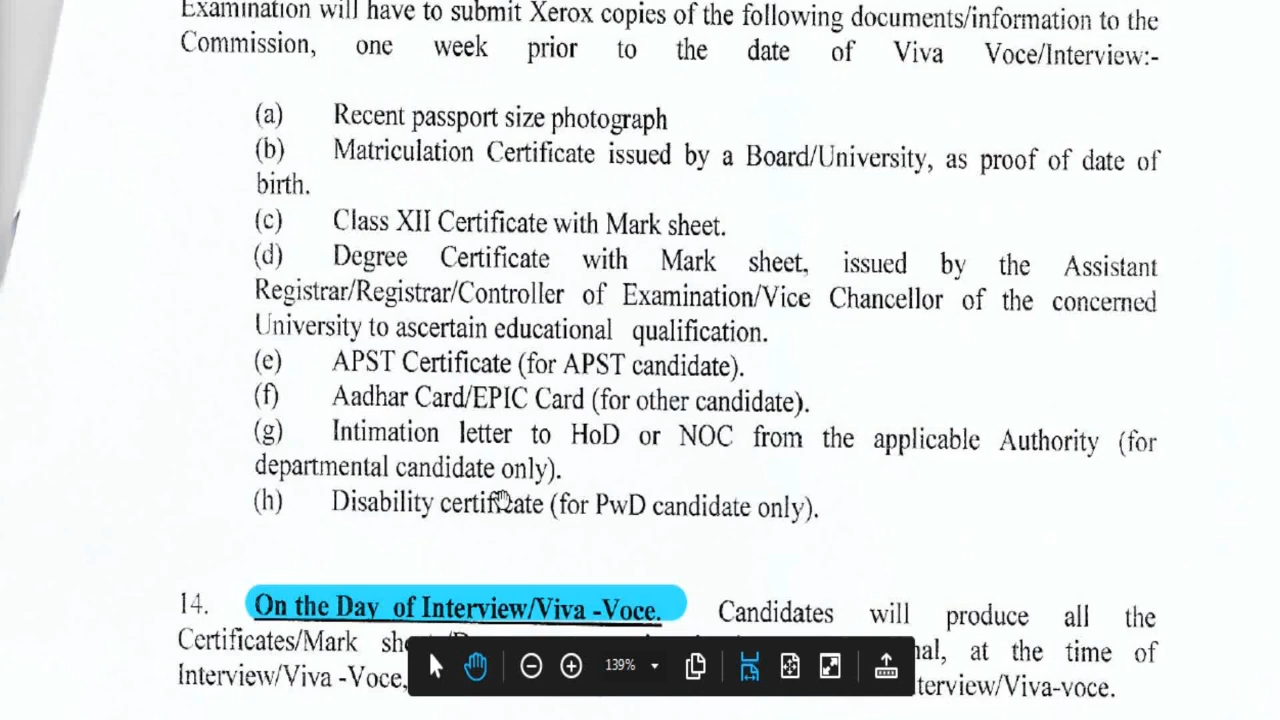 Examination will have to submit Xerox copies of the following documents/information to the
Commission, one week prior to the date of Viva Voce/Interview:-
(a) Recent passport size photograph
(b) Matriculation Certificate issued by a Board/University, as proof of date of
birth.
(c) Class XII Certificate with Mark sheet.
(d) Degree Certificate with Mark sheet, issued by the Assistant
Registrar/Registrar/Controller of Examination/Vice Chancellor of the concerned
University to ascertain educational qualification.
(e) APST Certificate (for APST candidate).
(f) Aadhar Card/EPIC Card (for other candidate).
(g) Intimation letter to HoD or NOC from the applicable Authority (for
departmental candidate only).
(h) Disability certificate (for PwD candidate only).
14. On the Day of Interview/Viva -Voce. Candidates will produce all the
Certificates/Mark at the time of
Interview/Viva -Voce,
139%